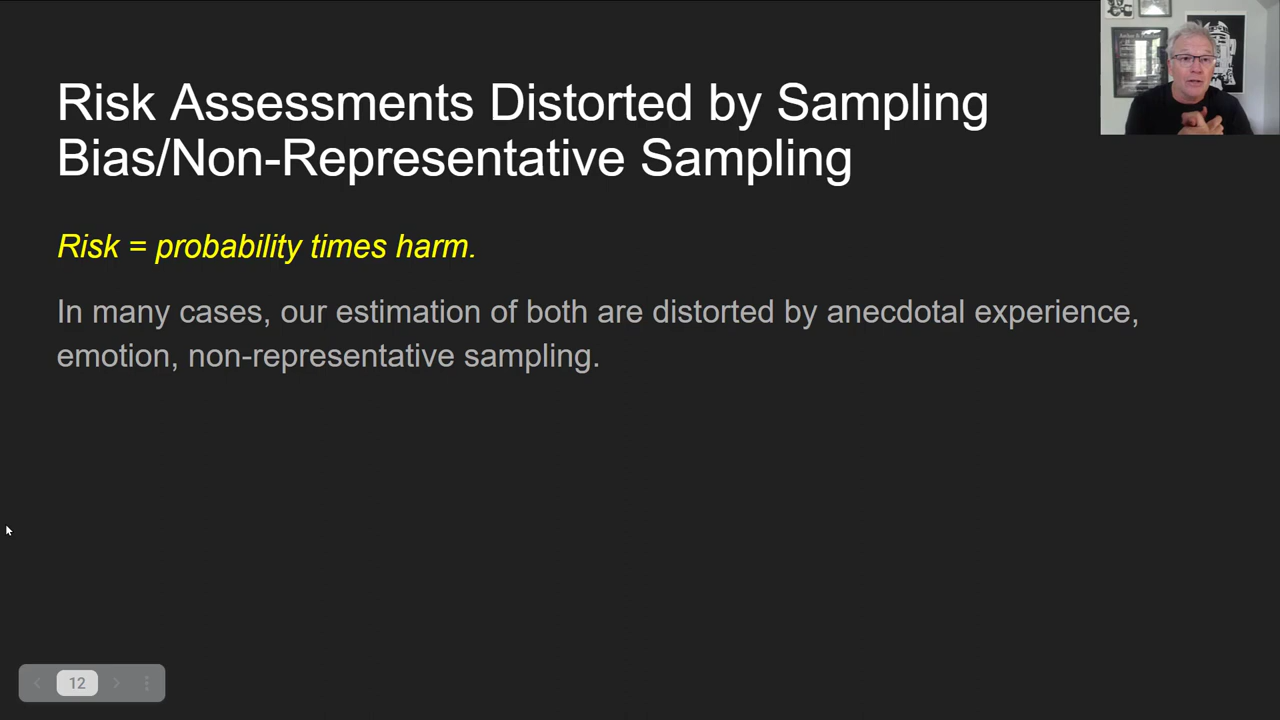 Risk Assessments Distorted by Sampling
Bias/Non-Representative Sampling
Risk = probability times harm.
In many cases, our estimation of both are distorted by anecdotal experience,
emotion, non-representative sampling.
12